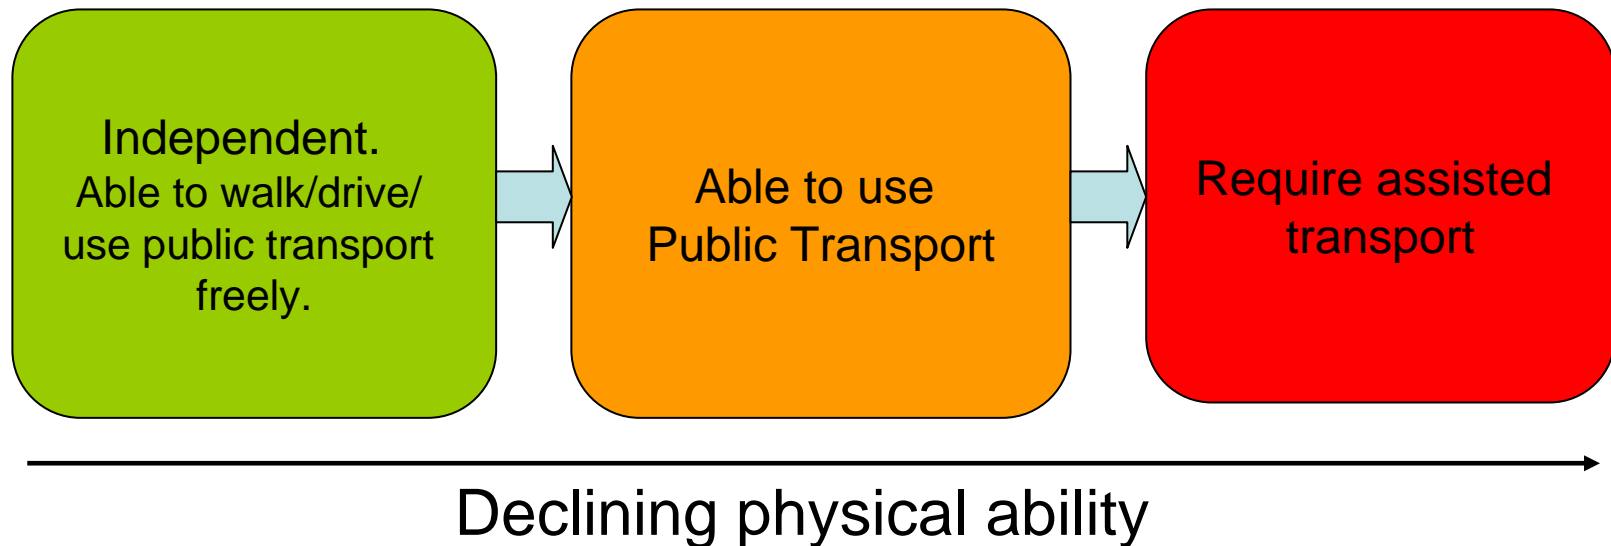 Independent.
Able to walk/drive/
use public transport
freely.
Able to use
Public Transport
Require assisted
transport
Declining physical ability